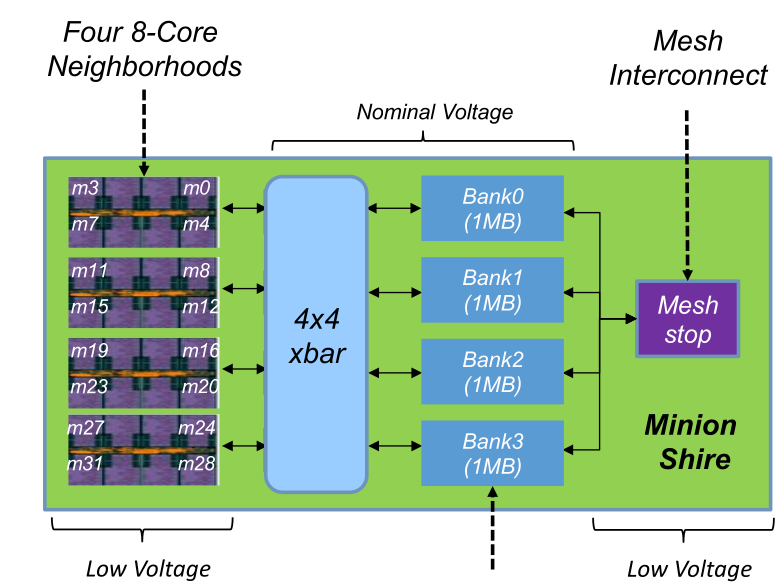 Four 8-Core
Neighborhoods
Mesh
Interconnect
Nominal Voltage
m3 m0
m7 m4
m11 m8
m15 m12
m19 m16
m23 m20
m27 m24
m31 m28
4x4
xbar
Bank0
(1MB)
Bank1
(1MB)
Bank2
(1MB)
Bank3
(1MB)
Mesh
stop
Minion
Shire
Low Voltage
Low Voltage